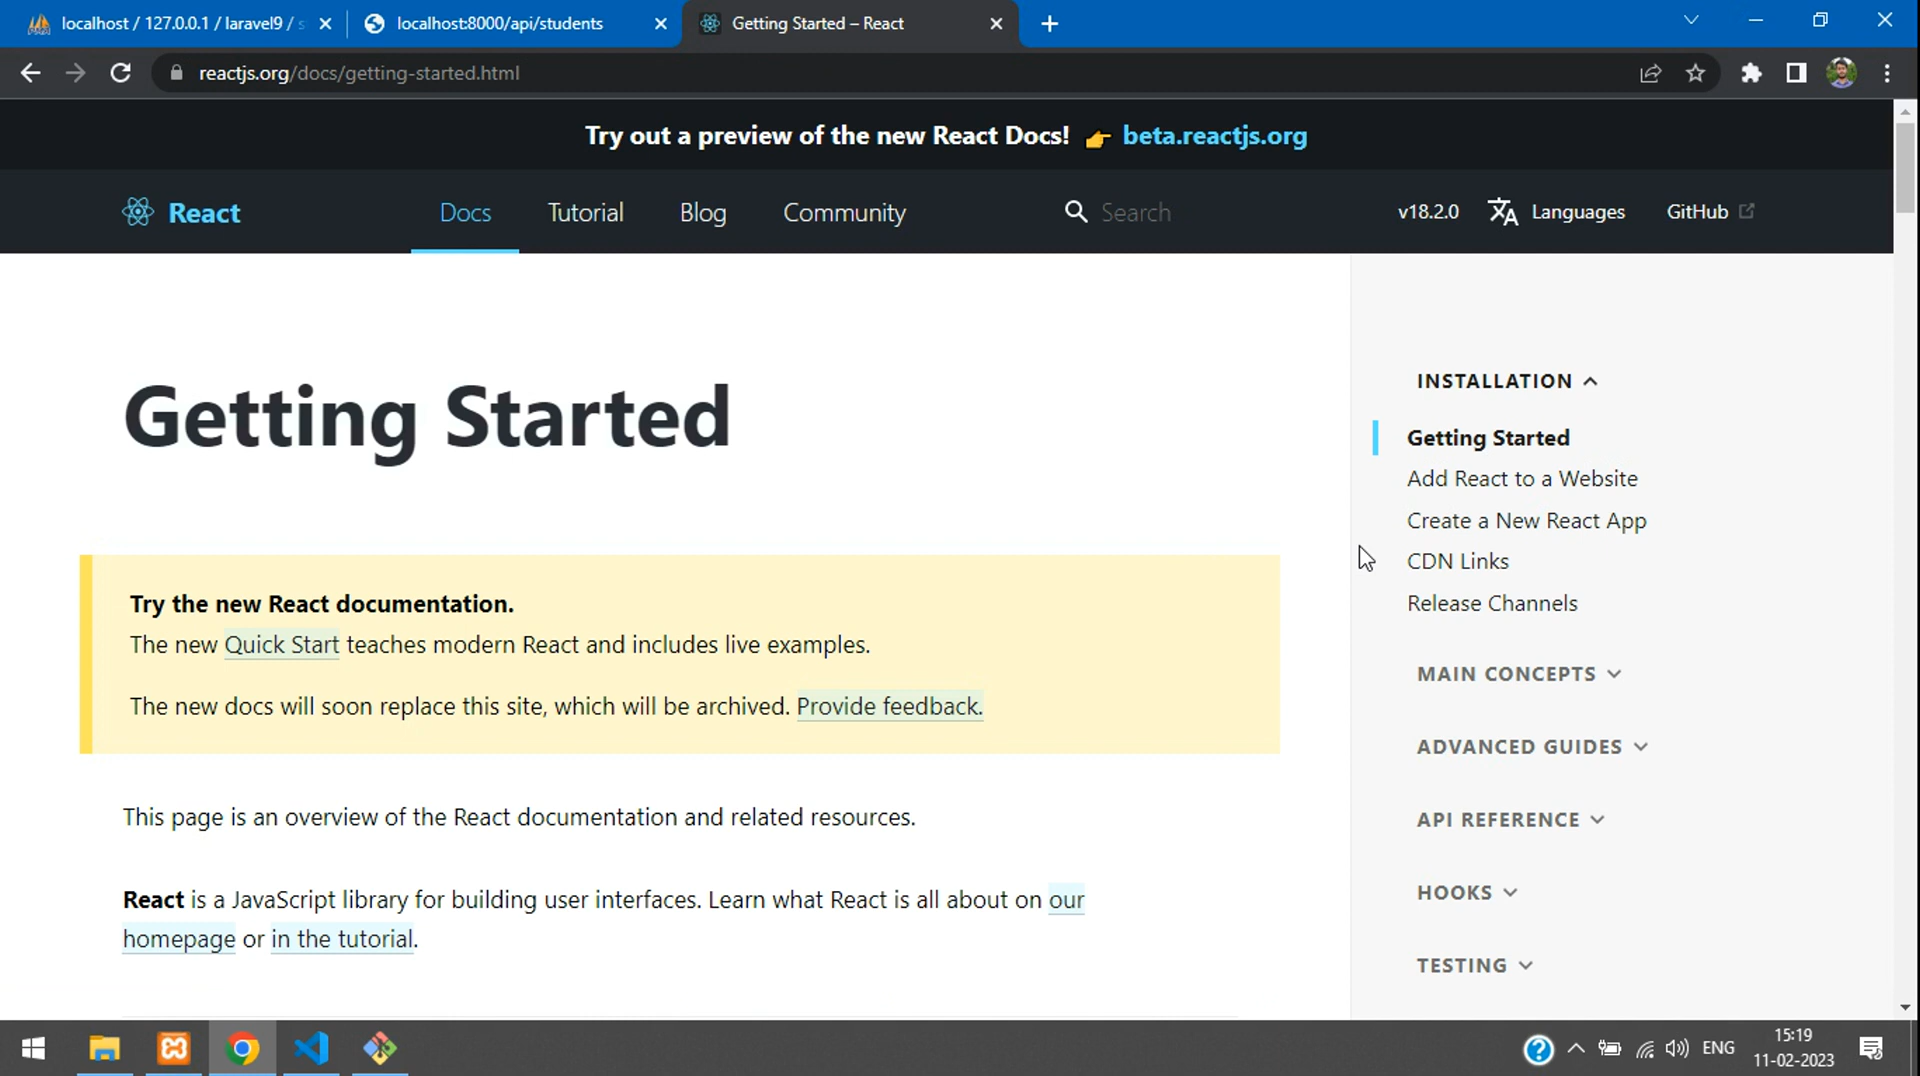 localhost / 127.0.0.1 / laravel9 / s
localhost:8000/api/students
Getting Started – React
reactjs.org/docs/getting-started.html
Try out a preview of the new React Docs! 👉 beta.reactjs.org
React
Docs
Tutorial
Blog
Community
Search
v18.2.0
Languages
GitHub
Getting Started
Try the new React documentation.
The new Quick Start teaches modern React and includes live examples.
The new docs will soon replace this site, which will be archived. Provide feedback.
This page is an overview of the React documentation and related resources.
React is a JavaScript library for building user interfaces. Learn what React is all about on our
homepage or in the tutorial.
INSTALLATION
Getting Started
Add React to a Website
Create a New React App
CDN Links
Release Channels
MAIN CONCEPTS
ADVANCED GUIDES
API REFERENCE
HOOKS
TESTING
ENG
15:19
11-02-2023